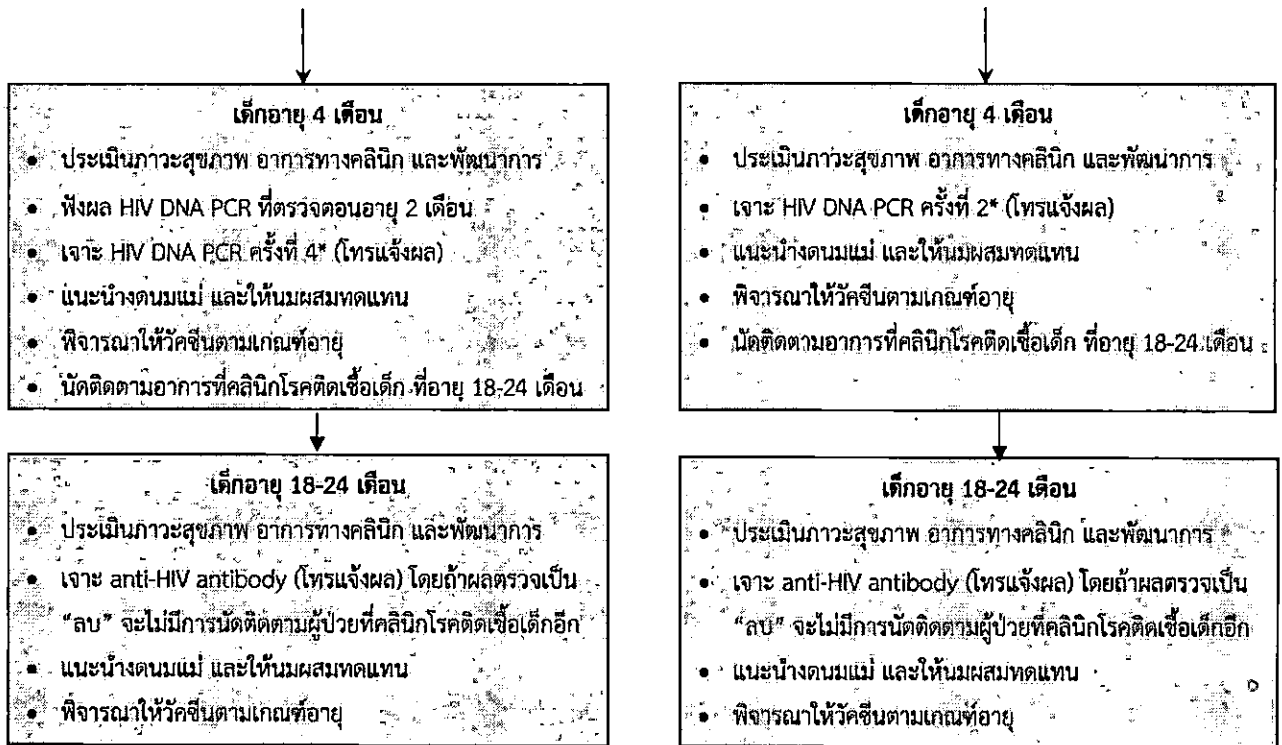 เด็กอายุ 4 เดือน
• ประเมินภาวะสุขภาพ อาการทางคลินิก และพัฒนาการ
• ฟังผล HIV DNA PCR ที่ตรวจตอนอายุ 2 เดือน
• เจาะ HIV DNA PCR ครั้งที่ 4* (โทรแจ้งผล)
• แนะนำงดนมแม่ และให้นมผสมทดแทน
• พิจารณาให้วัคซีนตามเกณฑ์อายุ
• นัดติดตามอาการที่คลินิกโรคติดเชื้อเด็ก ที่อายุ 18-24 เดือน
เด็กอายุ 4 เดือน
• ประเมินภาวะสุขภาพ อาการทางคลินิก และพัฒนาการ
• เจาะ HIV DNA PCR ครั้งที่ 2* (โทรแจ้งผล)
• แนะนำงดนมแม่ และให้นมผสมทดแทน
• พิจารณาให้วัคซีนตามเกณฑ์อายุ
• นัดติดตามอาการที่คลินิกโรคติดเชื้อเด็ก ที่อายุ 18-24 เดือน
เด็กอายุ 18-24 เดือน
• ประเมินภาวะสุขภาพ อาการทางคลินิก และพัฒนาการ
• เจาะ anti-HIV antibody (โทรแจ้งผล) โดยถ้าผลตรวจเป็น
“ลบ” จะไม่มีการนัดติดตามผู้ป่วยที่คลินิกโรคติดเชื้อเด็กอีก
• แนะนำงดนมแม่ และให้นมผสมทดแทน
• พิจารณาให้วัคซีนตามเกณฑ์อายุ
เด็กอายุ 18-24 เดือน
• ประเมินภาวะสุขภาพ อาการทางคลินิก และพัฒนาการ
• เจาะ anti-HIV antibody (โทรแจ้งผล) โดยถ้าผลตรวจเป็น
“ลบ” จะไม่มีการนัดติดตามผู้ป่วยที่คลินิกโรคติดเชื้อเด็กอีก
• แนะนำงดนมแม่ และให้นมผสมทดแทน
• พิจารณาให้วัคซีนตามเกณฑ์อายุ